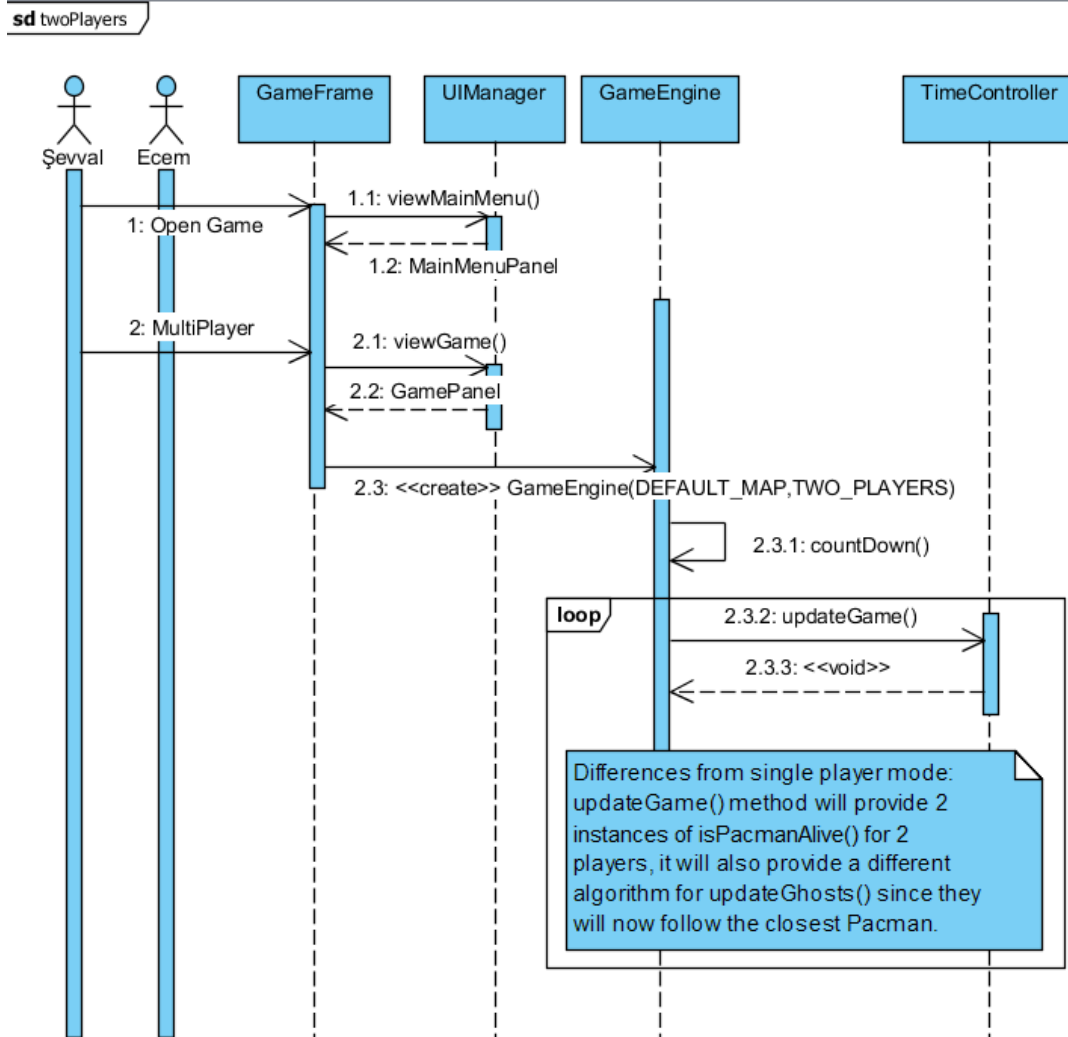 sd twoPlayers
GameFrame
UIManager
GameEngine
TimeController
Şevval
Ecem
1: Open Game
1.1: viewMainMenu()
1.2: MainMenuPanel
2: MultiPlayer
2.1: viewGame()
2.2: GamePanel
2.3: <<create>> GameEngine(DEFAULT_MAP,TWO_PLAYERS)
2.3.1: countDown()
loop
2.3.2: updateGame()
2.3.3: <<void>>
Differences from single player mode:
updateGame() method will provide 2
instances of isPacmanAlive() for 2
players, it will also provide a different
algorithm for updateGhosts() since they
will now follow the closest Pacman.